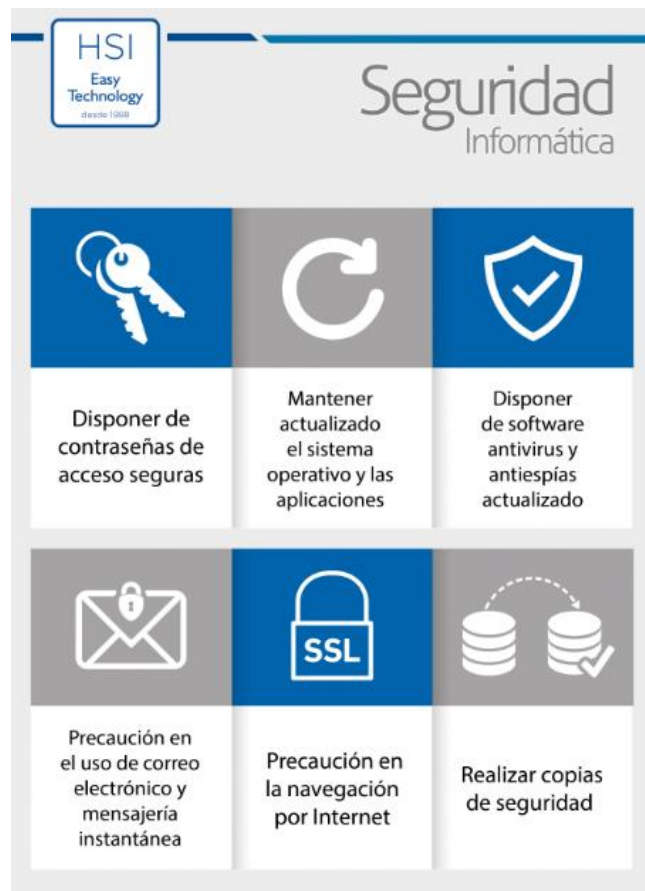 HSI
Easy
Technology
desde 1998
Seguridad
Informática
Disponer de
contraseñas de
acceso seguras
Mantener
actualizado
el sistema
operativo y las
aplicaciones
Disponer
de software
antivirus y
antiespías
actualizado
SSL
Precaución en
el uso de correo
electrónico y
mensajería
instantánea
Precaución en
la navegación
por Internet
Realizar copias
de seguridad